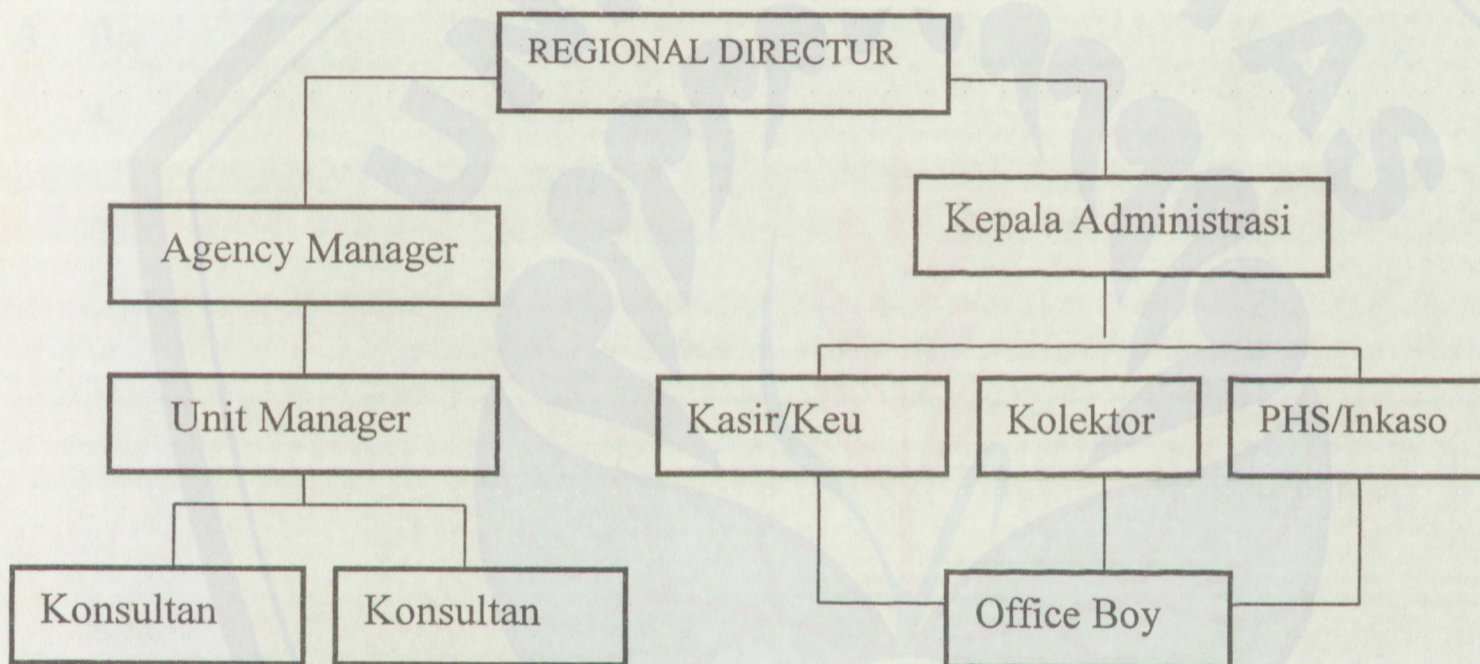 REGIONAL DIRECTUR
Agency Manager
Kepala Administrasi
Unit Manager
Kasir/Keu
Kolektor
PHS/Inkaso
Konsultan
Konsultan
Office Boy